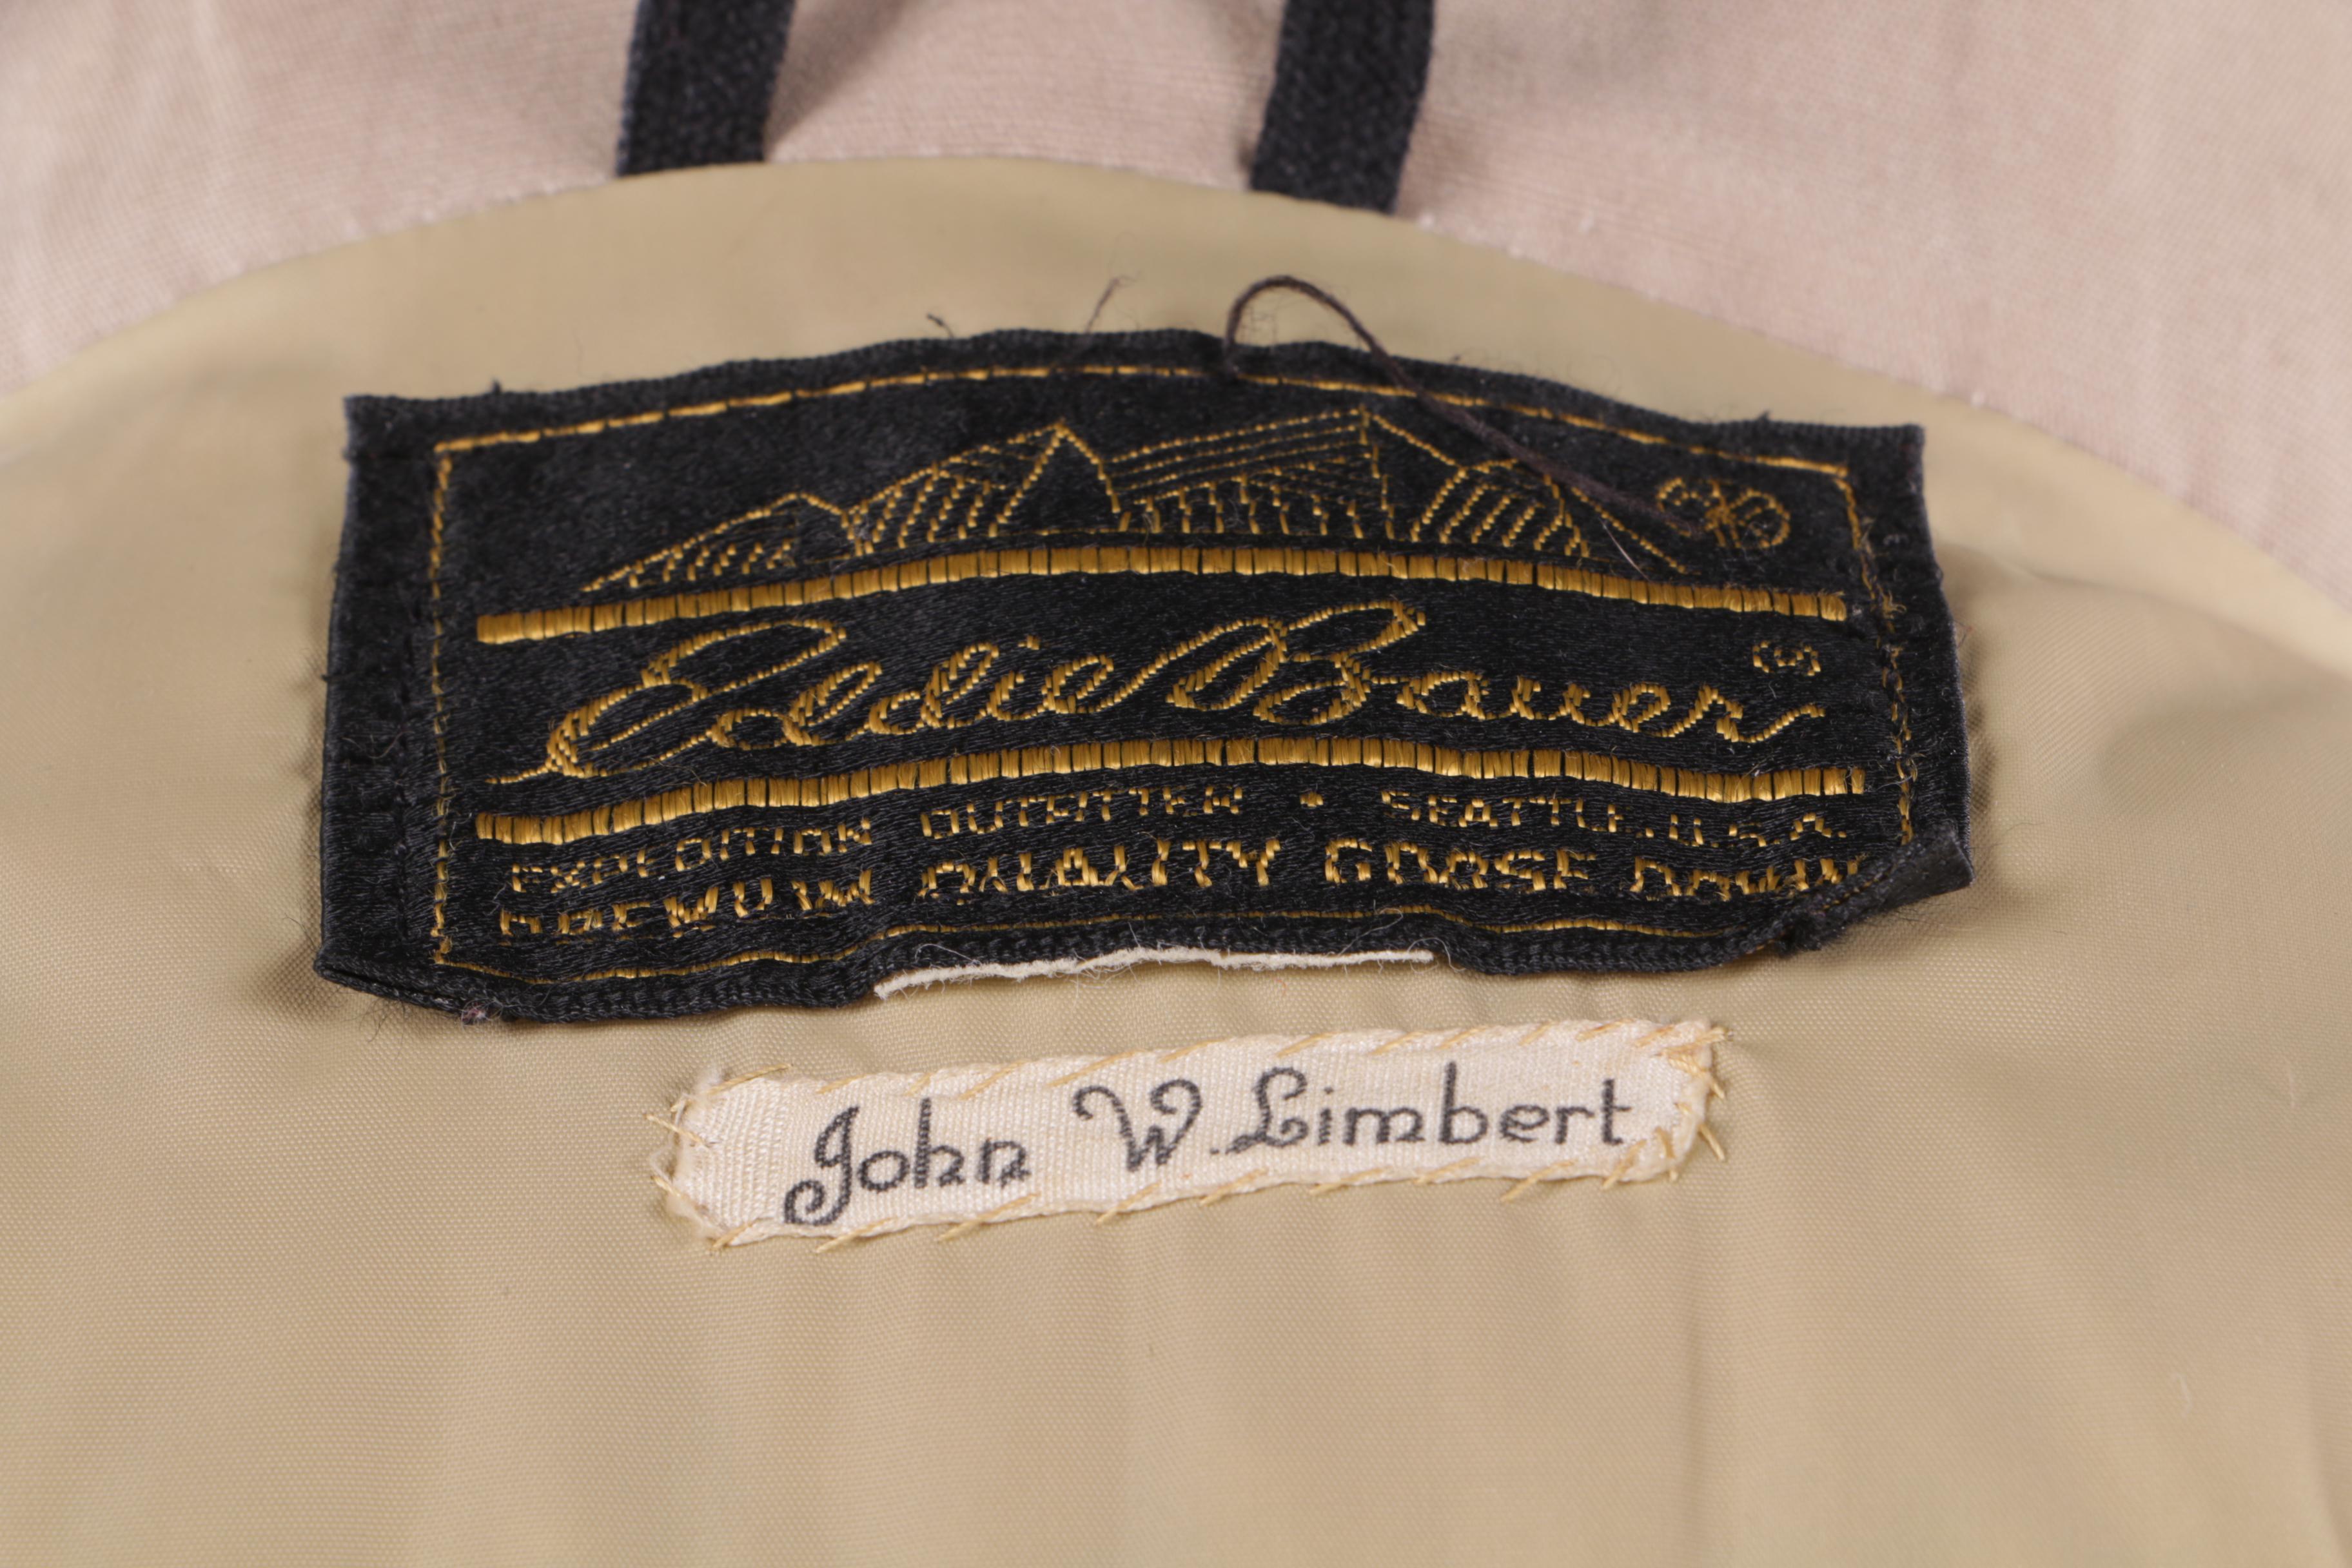 Eddie Bauer ®
EXPEDITION OUTFITTER • SEATTLE, U.S.A.
PREMIUM QUALITY GOOSE DOWN
John W. Limbert